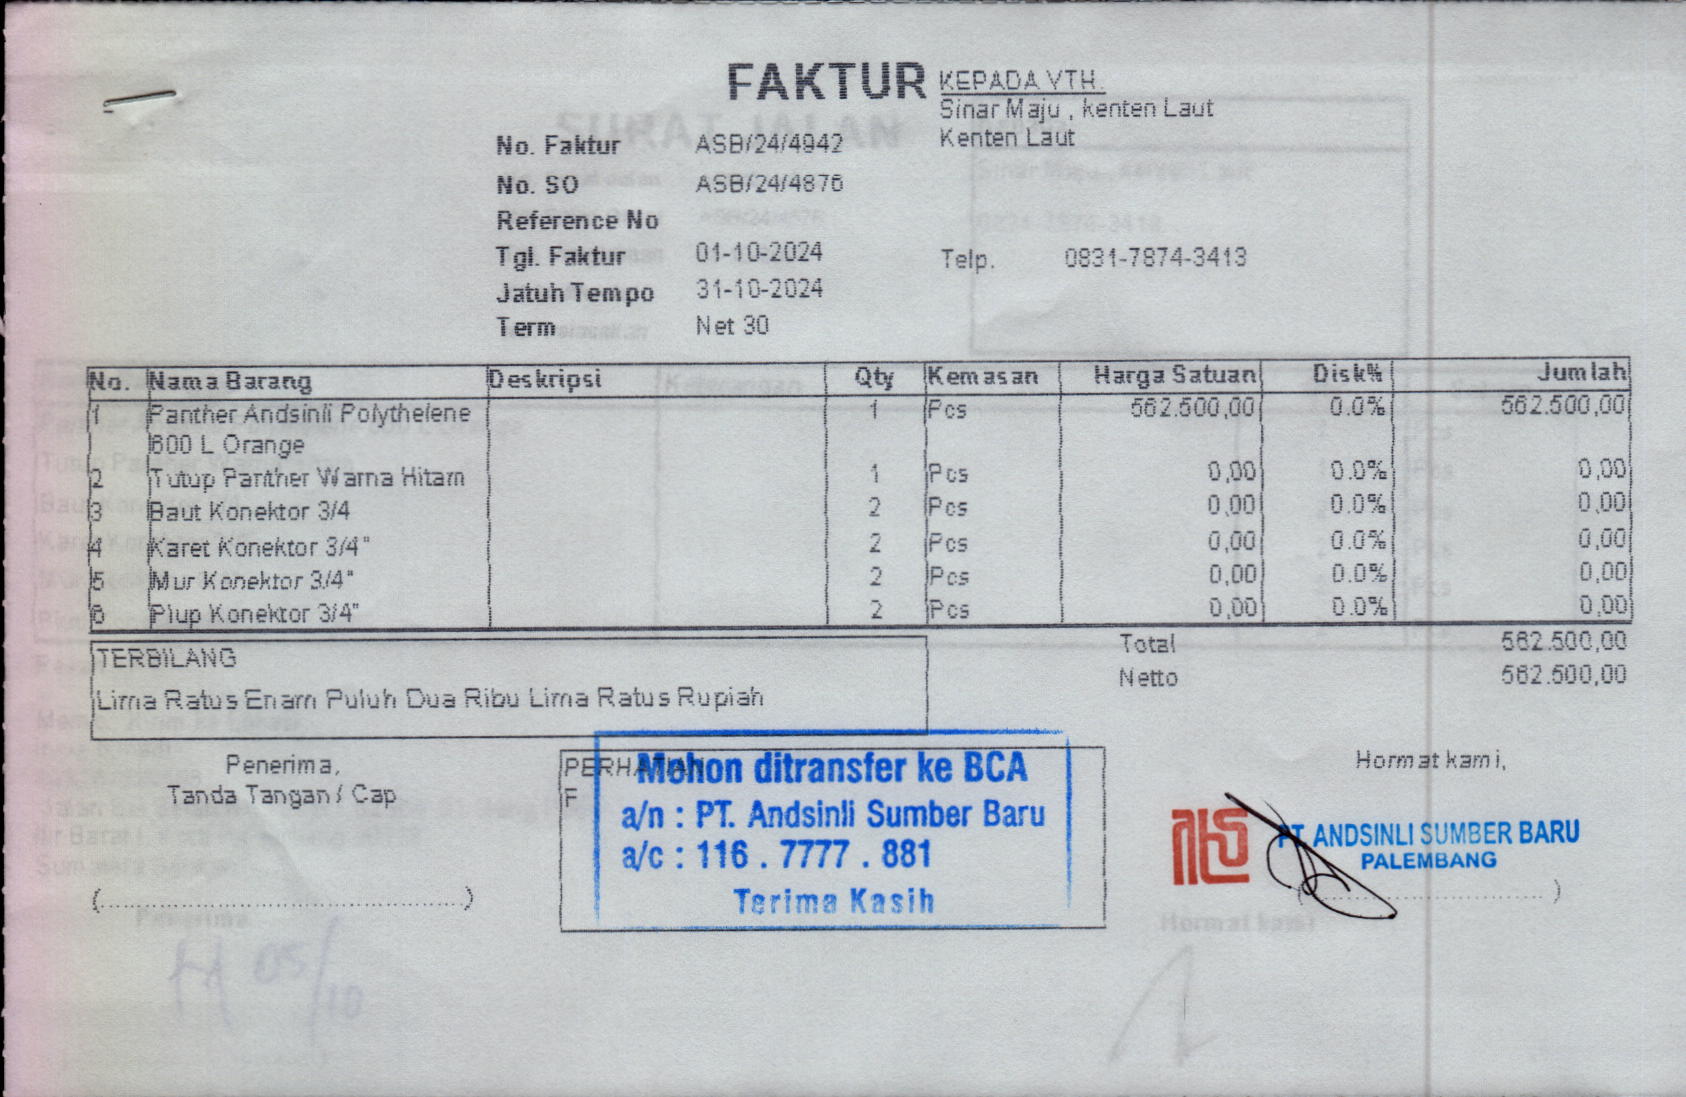 FAKTUR
KEPADA YTH.
Sinar Maju , kenten Laut
Kenten Laut
No. Faktur ASB/24/4942
No. SO ASB/24/4876
Reference No
Tgl. Faktur 01-10-2024
Telp. 0831-7874-3413
Jatuh Tempo 31-10-2024
Term Net 30
No. Nama Barang Deskripsi Qty Kemasan Harga Satuan Disk% Jumlah
1 Panther Andsinli Polythelene 1 Pcs 562.500,00 0.0% 562.500,00
600 L Orange
2 Tutup Panther Warna Hitam 1 Pcs 0,00 0.0% 0,00
3 Baut Konektor 3/4 2 Pcs 0,00 0.0% 0,00
4 Karet Konektor 3/4" 2 Pcs 0,00 0.0% 0,00
5 Mur Konektor 3/4" 2 Pcs 0,00 0.0% 0,00
6 Plup Konektor 3/4" 2 Pcs 0,00 0.0% 0,00
Total 562.500,00
Netto 562.500,00
TERBILANG
Lima Ratus Enam Puluh Dua Ribu Lima Ratus Rupiah
Penerima,
Tanda Tangan / Cap
(............................................)
PERHATIAN
F
Mohon ditransfer ke BCA
a/n : PT. Andsinli Sumber Baru
a/c : 116 . 7777 . 881
Terima Kasih
Hormat kami,
PT. ANDSINLI SUMBER BARU
PALEMBANG
(............................................)
SURAT JALAN
Penerima
Hormat kami
05/10